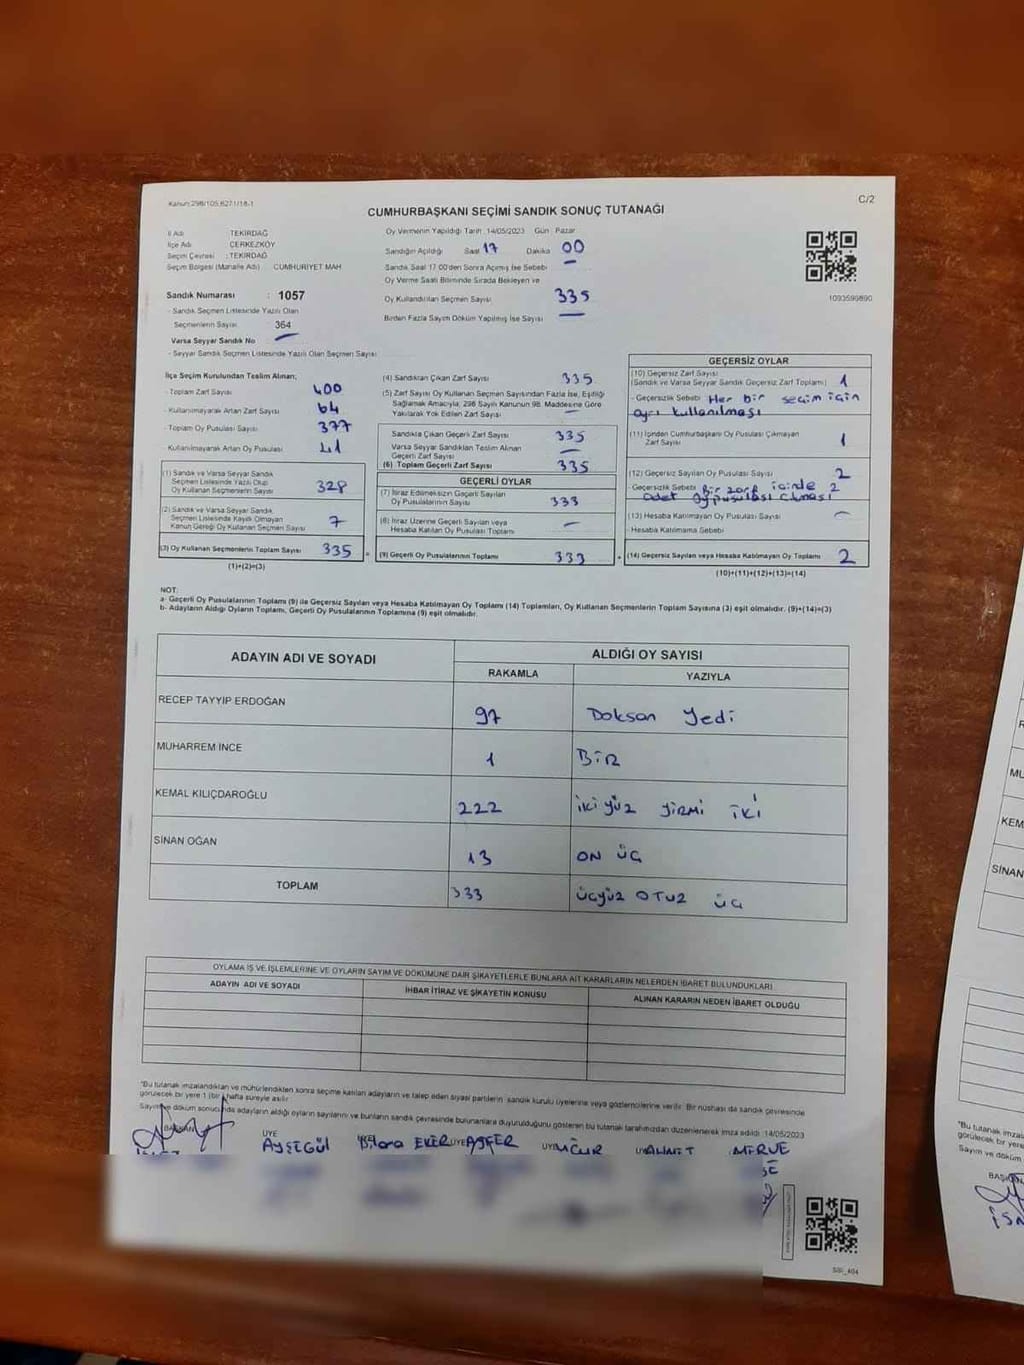 Kanun:298/105,6271/18-1
C/2
CUMHURBAŞKANI SEÇİMİ SANDIK SONUÇ TUTANAĞI
İl Adı : TEKİRDAĞ
İlçe Adı : ÇERKEZKÖY
Seçim Çevresi : TEKİRDAĞ
Seçim Bölgesi (Mahalle Adı) : CUMHURİYET MAH.
Oy Vermenin Yapıldığı Tarih :14/05/2023 Gün : Pazar
Sandığın Açıldığı Saat 17 Dakika 00
Sandık Saat 17:00'den Sonra Açılmış İse Sebebi —
Oy Verme Saati Bitiminde Sırada Bekleyen ve
Oy Kullandırılan Seçmen Sayısı 335
Birden Fazla Sayım Döküm Yapılmış İse Sayısı —
1093599890
Sandık Numarası : 1057
- Sandık Seçmen Listesinde Yazılı Olan
Seçmenlerin Sayısı : 364
Varsa Seyyar Sandık No —
- Seyyar Sandık Seçmen Listesinde Yazılı Olan Seçmen Sayısı:
İlçe Seçim Kurulundan Teslim Alınan;
- Toplam Zarf Sayısı 400
- Kullanılmayarak Artan Zarf Sayısı 64
- Toplam Oy Pusulası Sayısı 377
- Kullanılmayarak Artan Oy Pusulası 41
(1) Sandık ve Varsa Seyyar Sandık
Seçmen Listesinde Yazılı Olup
Oy Kullanan Seçmenlerin Sayısı 328
(2) Sandık ve Varsa Seyyar Sandık
Seçmen Listesinde Kayıtlı Olmayan
Kanun Gereği Oy Kullanan Seçmen Sayısı 7
(3) Oy Kullanan Seçmenlerin Toplam Sayısı 335 =
(1)+(2)=(3)
(4) Sandıktan Çıkan Zarf Sayısı 335
(5) Zarf Sayısı Oy Kullanan Seçmen Sayısından Fazla İse, Eşitliği
Sağlamak Amacıyla; 298 Sayılı Kanunun 98. Maddesine Göre
Yakılarak Yok Edilen Zarf Sayısı —
Sandıkta Çıkan Geçerli Zarf Sayısı 335
Varsa Seyyar Sandıktan Teslim Alınan
Geçerli Zarf Sayısı —
(6) Toplam Geçerli Zarf Sayısı 335
GEÇERLİ OYLAR
(7) İtiraz Edilmeksizin Geçerli Sayılan
Oy Pusulalarının Sayısı 333
(8) İtiraz Üzerine Geçerli Sayılan veya
Hesaba Katılan Oy Pusulaları Toplamı —
(9) Geçerli Oy Pusulalarının Toplamı 333 +
GEÇERSİZ OYLAR
(10) Geçersiz Zarf Sayısı
(Sandık ve Varsa Seyyar Sandık Geçersiz Zarf Toplamı) 1
- Geçersizlik Sebebi Her bir seçim için
ayrı kullanılması
(11) İçinden Cumhurbaşkanı Oy Pusulası Çıkmayan
Zarf Sayısı 1
(12) Geçersiz Sayılan Oy Pusulası Sayısı 2
- Geçersizlik Sebebi Bir zarf içinde 2
adet oy pusulası çıkması
(13) Hesaba Katılmayan Oy Pusulası Sayısı —
Hesaba Katılmama Sebebi
(14) Geçersiz Sayılan veya Hesaba Katılmayan Oy Toplamı 2
(10)+(11)+(12)+(13)=(14)
NOT:
a- Geçerli Oy Pusulalarının Toplamı (9) ile Geçersiz Sayılan veya Hesaba Katılmayan Oy Toplamı (14) Toplamları, Oy Kullanan Seçmenlerin Toplam Sayısına (3) eşit olmalıdır. (9)+(14)=(3)
b- Adayların Aldığı Oyların Toplamı, Geçerli Oy Pusulalarının Toplamına (9) eşit olmalıdır.
ADAYIN ADI VE SOYADI ALDIĞI OY SAYISI
RAKAMLA YAZIYLA
RECEP TAYYİP ERDOĞAN 97 Doksan Yedi
MUHARREM İNCE 1 BİR
KEMAL KILIÇDAROĞLU 222 İKİ YÜZ YİRMİ İKİ
SİNAN OĞAN 13 ON ÜÇ
TOPLAM 333 ÜÇYÜZ OTUZ ÜÇ
OYLAMA İŞ VE İŞLEMLERİNE VE OYLARIN SAYIM VE DÖKÜMÜNE DAİR ŞİKAYETLERLE BUNLARA AİT KARARLARIN NELERDEN İBARET BULUNDUKLARI
ADAYIN ADI VE SOYADI İHBAR İTİRAZ VE ŞİKAYETİN KONUSU ALINAN KARARIN NEDEN İBARET OLDUĞU
"Bu tutanak imzalandıktan ve mühürlendikten sonra seçime katılan adayların ve talep eden siyasi partilerin sandık kurulu üyelerine veya gözlemcilerine verilir. Bir nüshası da sandık çevresinde
görülecek bir yere 1 (bir) hafta süreyle asılır.
Sayım ve döküm sonucunda adayların aldığı oyların sayılarını ve bunların sandık çevresinde bulunanlara duyurulduğunu gösteren bu tutanak tarafımızdan düzenlenerek imza edildi. 14/05/2023
BAŞKAN ÜYE AYŞEGÜL EKER ÜYE UĞUR AHMET MERVE
SSİ_404
MU
KEM
SİNAN
"Bu tutanak
görülecek bir
Sayım ve döküm
BAŞKAN